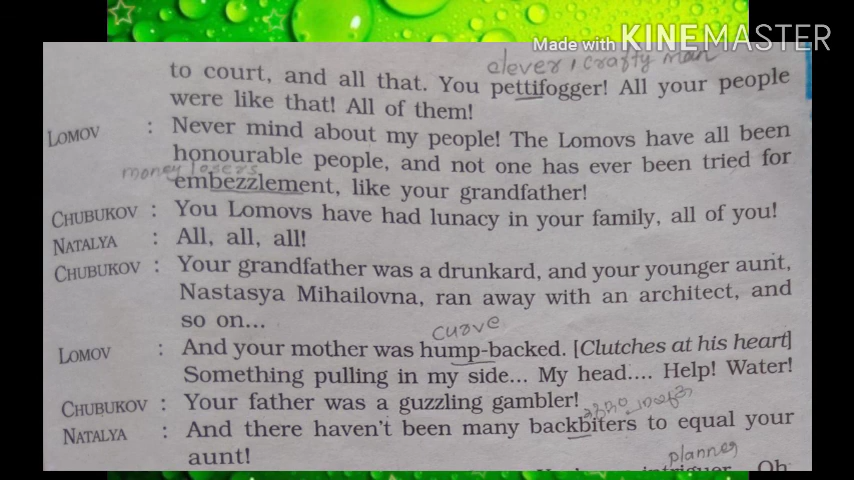 Made with KINEMASTER
clever, crafty man
to court, and all that. You pettifogger! All your people
were like that! All of them!
LOMOV : Never mind about my people! The Lomovs have all been
honourable people, and not one has ever been tried for
money losers
embezzlement, like your grandfather!
CHUBUKOV : You Lomovs have had lunacy in your family, all of you!
NATALYA : All, all, all!
CHUBUKOV : Your grandfather was a drunkard, and your younger aunt,
Nastasya Mihailovna, ran away with an architect, and
so on...
curve
LOMOV : And your mother was hump-backed. [Clutches at his heart]
Something pulling in my side... My head.... Help! Water!
CHUBUKOV : Your father was a guzzling gambler!
NATALYA : And there haven't been many backbiters to equal your
aunt!
planner
Oh